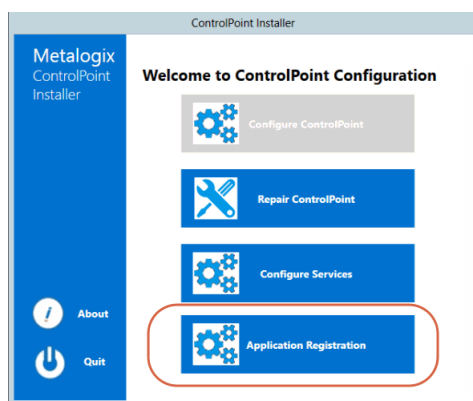 ControlPoint Installer
Metalogix
ControlPoint
Installer
Welcome to ControlPoint Configuration
Configure ControlPoint
Repair ControlPoint
Configure Services
Application Registration
i
About
Quit